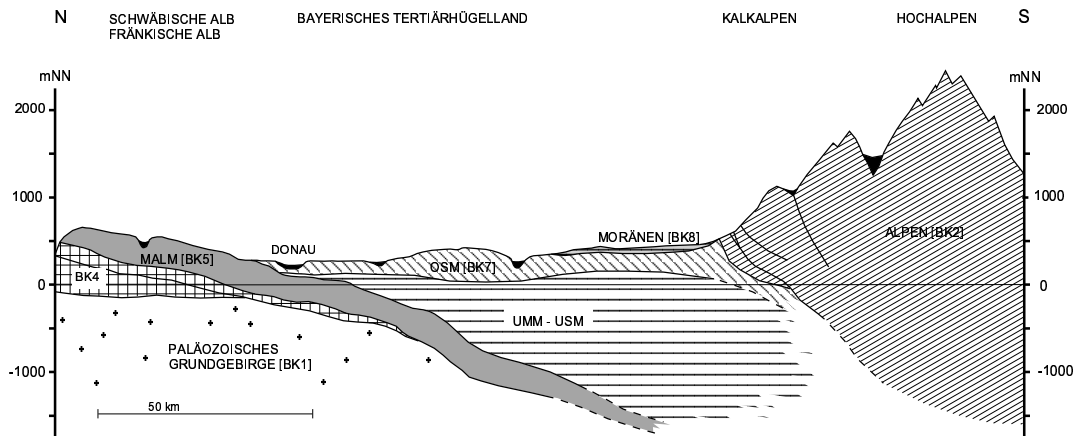 N
SCHWÄBISCHE ALB
FRÄNKISCHE ALB
BAYERISCHES TERTIÄRHÜGELLAND
KALKALPEN
HOCHALPEN
S
mNN
mNN
2000
2000
1000
1000
MORÄNEN [BK8]
ALPEN [BK2]
DONAU
MALM [BK5]
OSM [BK7]
BK4
0
0
UMM - USM
PALÄOZOISCHES
GRUNDGEBIRGE [BK1]
-1000
-1000
50 km